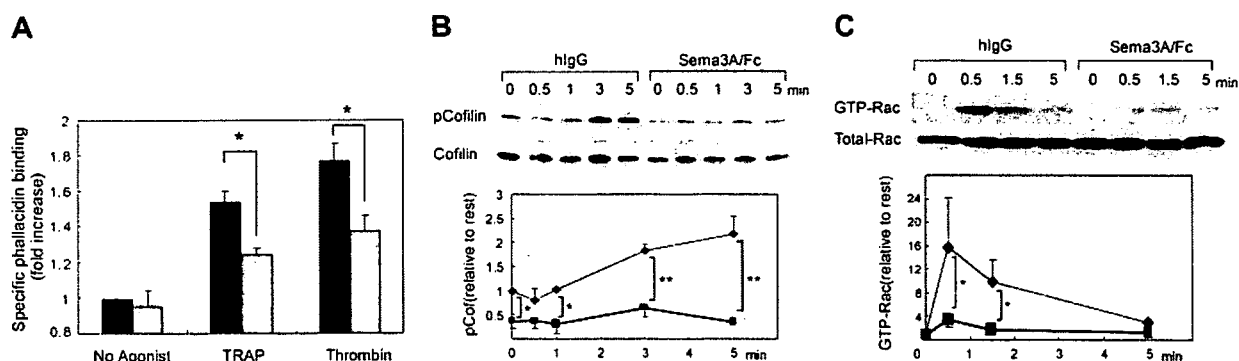 A
Specific phallacidin binding
(fold increase)
2
1.8
1.6
1.4
1.2
1
0.8
*
*
No Agonist TRAP Thrombin
B
hIgG Sema3A/Fc
0 0.5 1 3 5 0 0.5 1 3 5 min
pCofilin
Cofilin
pCof(relative to rest)
3
2.5
2
1.5
1
0.5
* * ** **
0 1 2 3 4 5 min
C
hIgG Sema3A/Fc
0 0.5 1.5 5 0 0.5 1.5 5 min
GTP-Rac
Total-Rac
GTP-Rac(relative to rest)
24
20
16
12
8
4
* *
0 1 2 3 4 5 min